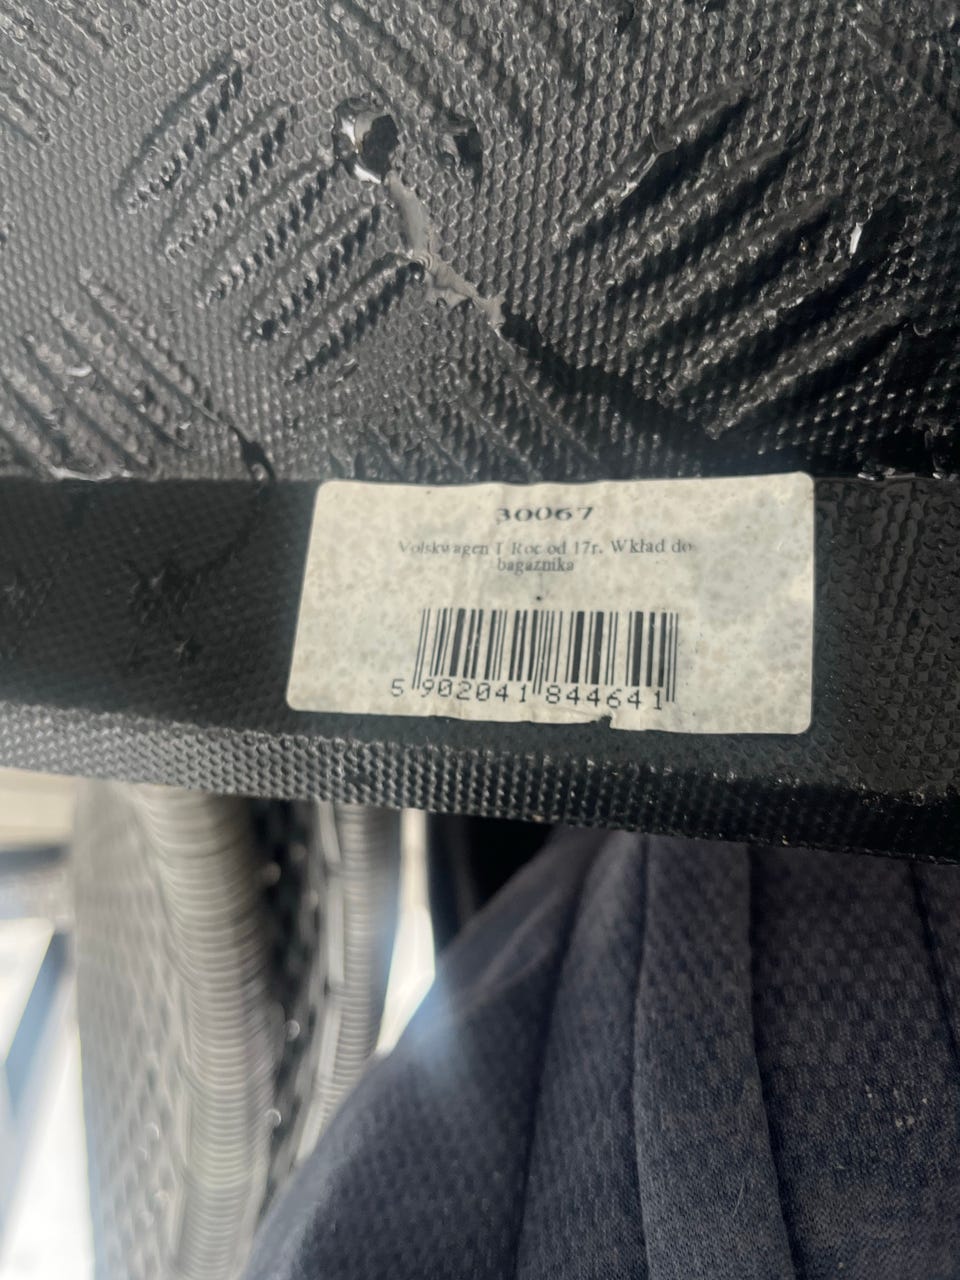 30067
Volskwagen T Roc od 17r. Wkład do
bagaznika
5 902041 844641